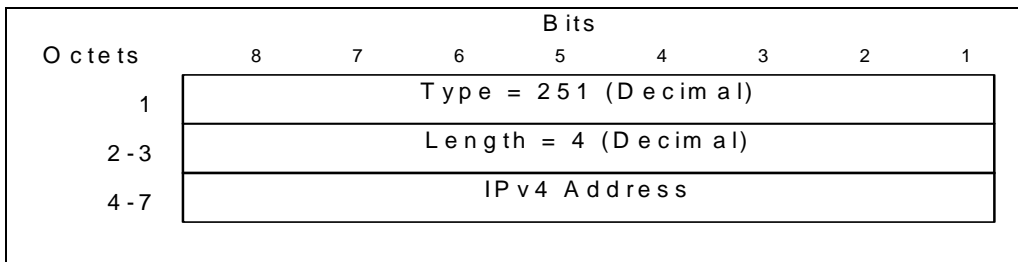 Bits
Octets 8 7 6 5 4 3 2 1
1 Type = 251 (Decimal)
2-3 Length = 4 (Decimal)
4-7 IPv4 Address